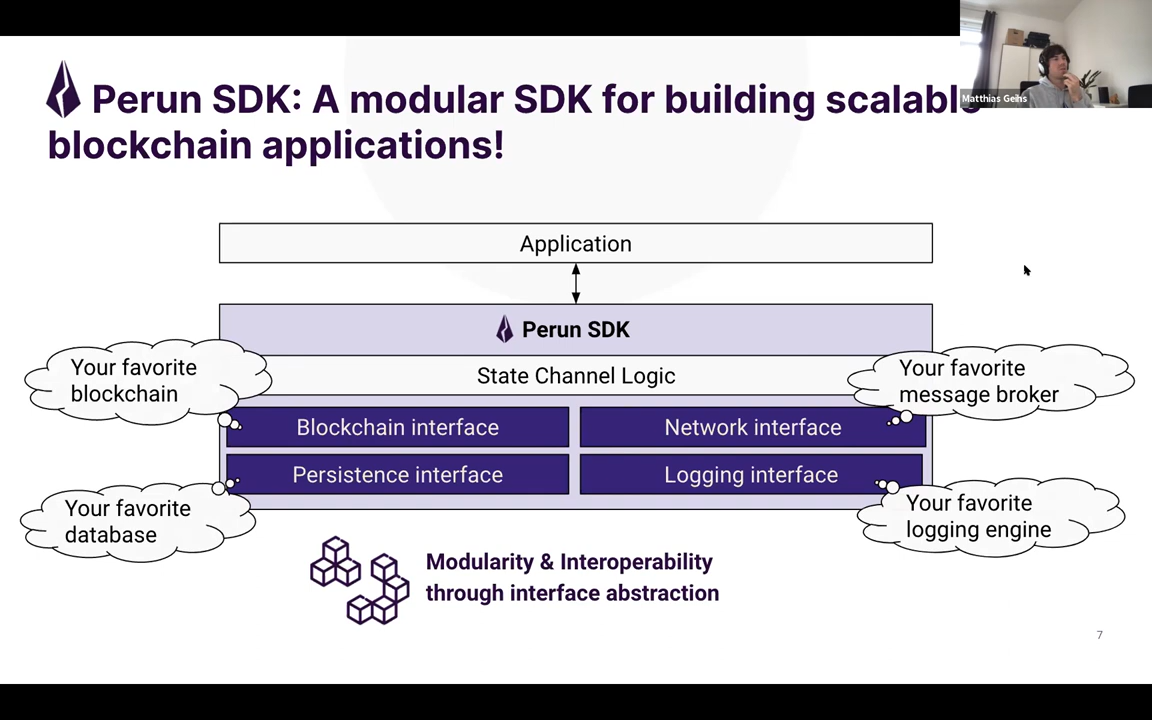 Perun SDK: A modular SDK for building scalable
blockchain applications!
Matthias Geihs
Application
Perun SDK
State Channel Logic
Your favorite
blockchain
Your favorite
message broker
Blockchain interface
Network interface
Persistence interface
Logging interface
Your favorite
database
Your favorite
logging engine
Modularity & Interoperability
through interface abstraction
7